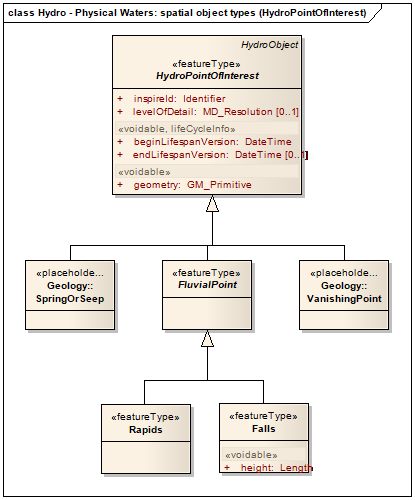 class Hydro - Physical Waters: spatial object types (HydroPointOfInterest)
HydroObject
«featureType»
HydroPointOfInterest
+ inspireId: Identifier
+ levelOfDetail: MD_Resolution [0..1]
«voidable, lifeCycleInfo»
+ beginLifespanVersion: DateTime
+ endLifespanVersion: DateTime [0..1]
«voidable»
+ geometry: GM_Primitive
«placeholde...
Geology::
SpringOrSeep
«featureType»
FluvialPoint
«placeholde...
Geology::
VanishingPoint
«featureType»
Rapids
«featureType»
Falls
«voidable»
+ height: Length